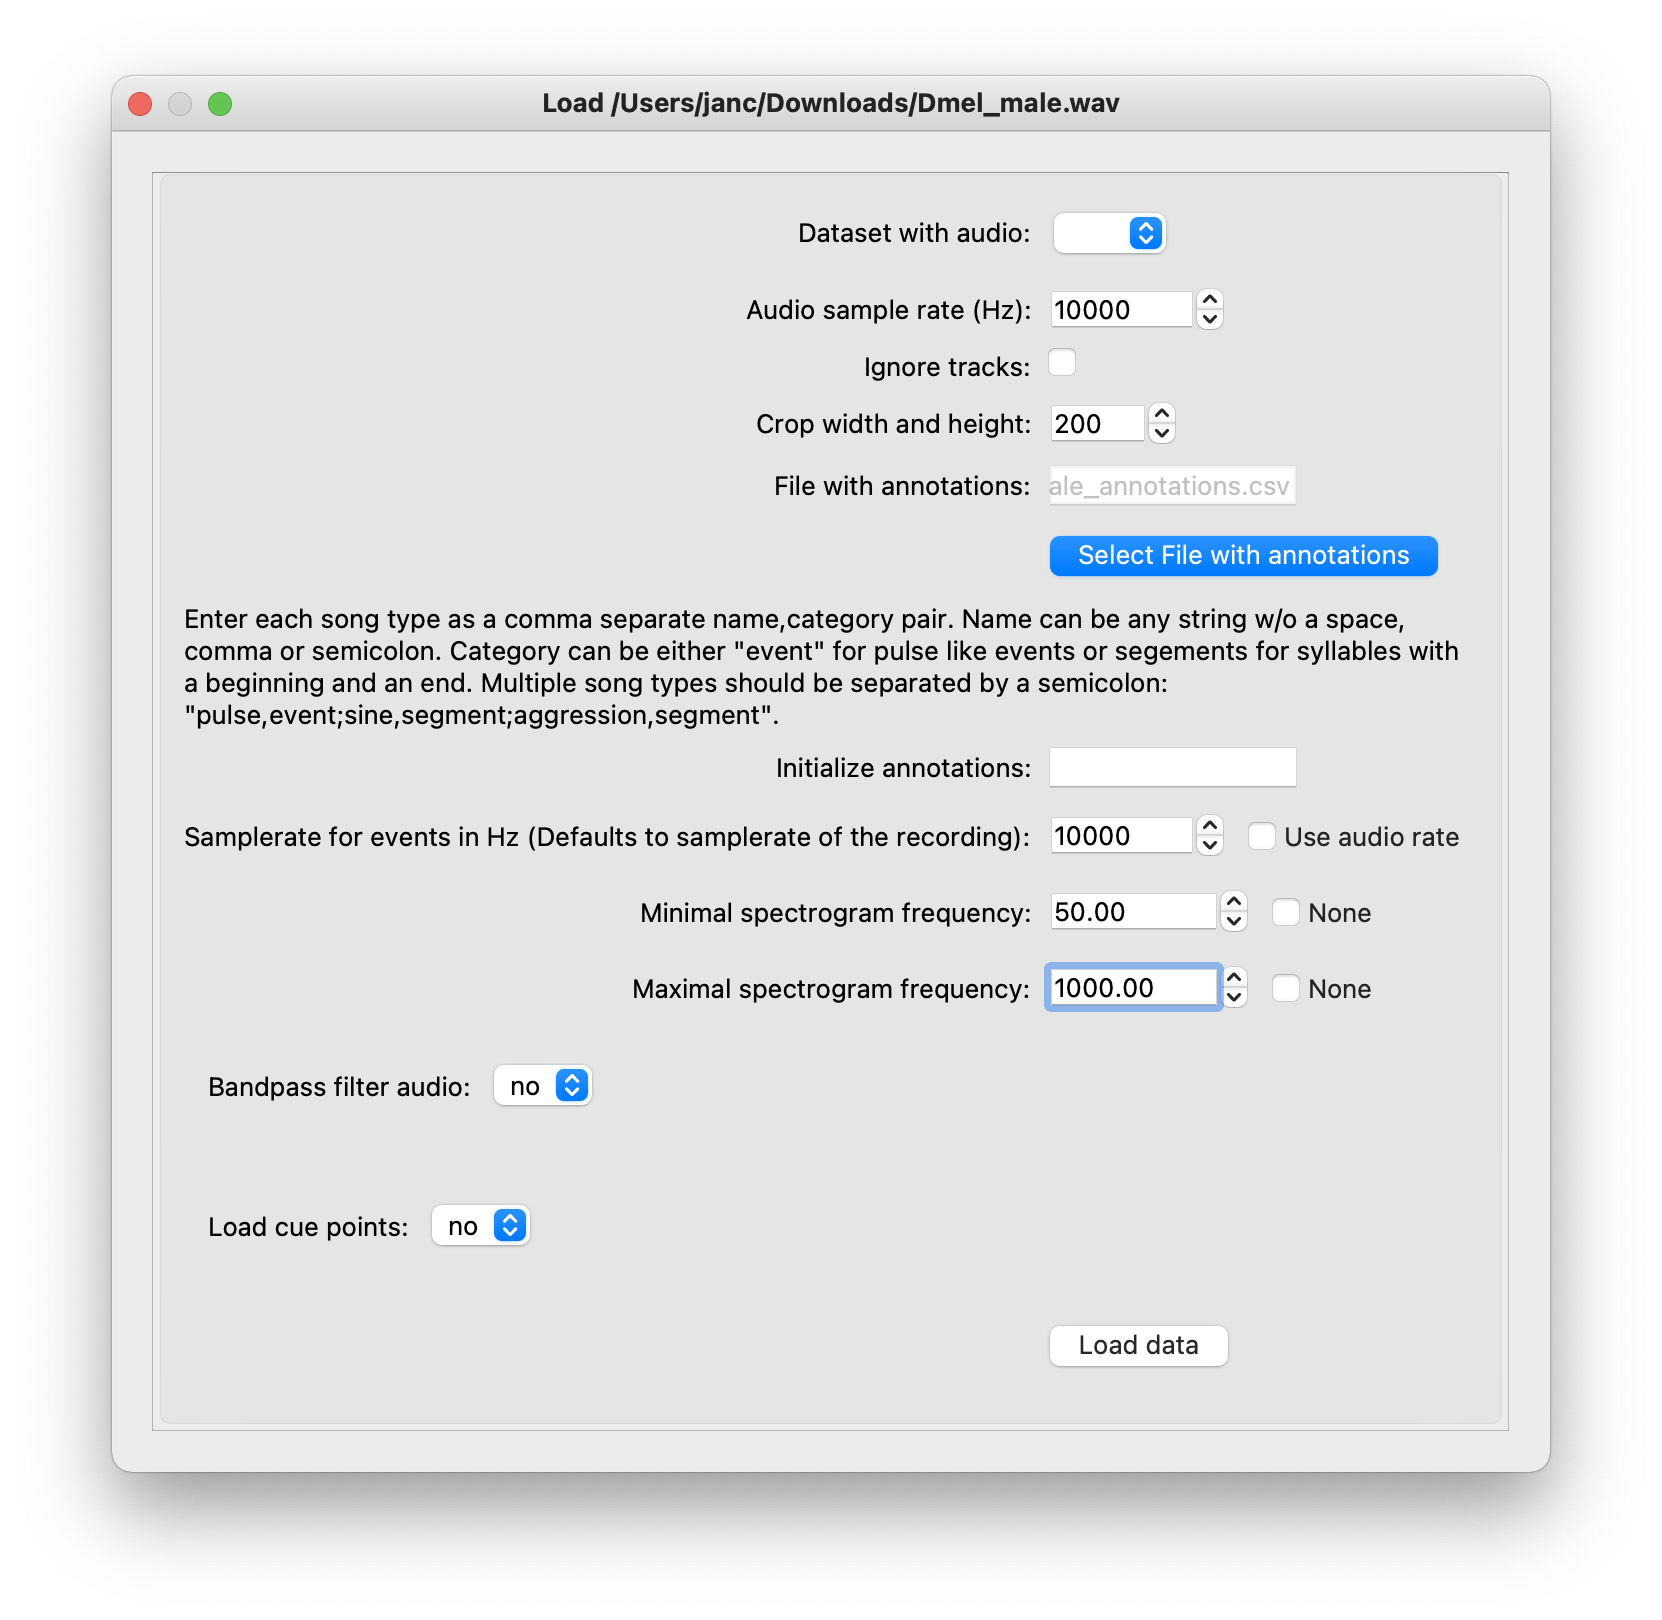 Load /Users/janc/Downloads/Dmel_male.wav
Dataset with audio:
Audio sample rate (Hz): 10000
Ignore tracks:
Crop width and height: 200
File with annotations: ale_annotations.csv
Select File with annotations
Enter each song type as a comma separate name,category pair. Name can be any string w/o a space,
comma or semicolon. Category can be either "event" for pulse like events or segements for syllables with
a beginning and an end. Multiple song types should be separated by a semicolon:
"pulse,event;sine,segment;aggression,segment".
Initialize annotations:
Samplerate for events in Hz (Defaults to samplerate of the recording): 10000 Use audio rate
Minimal spectrogram frequency: 50.00 None
Maximal spectrogram frequency: 1000.00 None
Bandpass filter audio: no
Load cue points: no
Load data